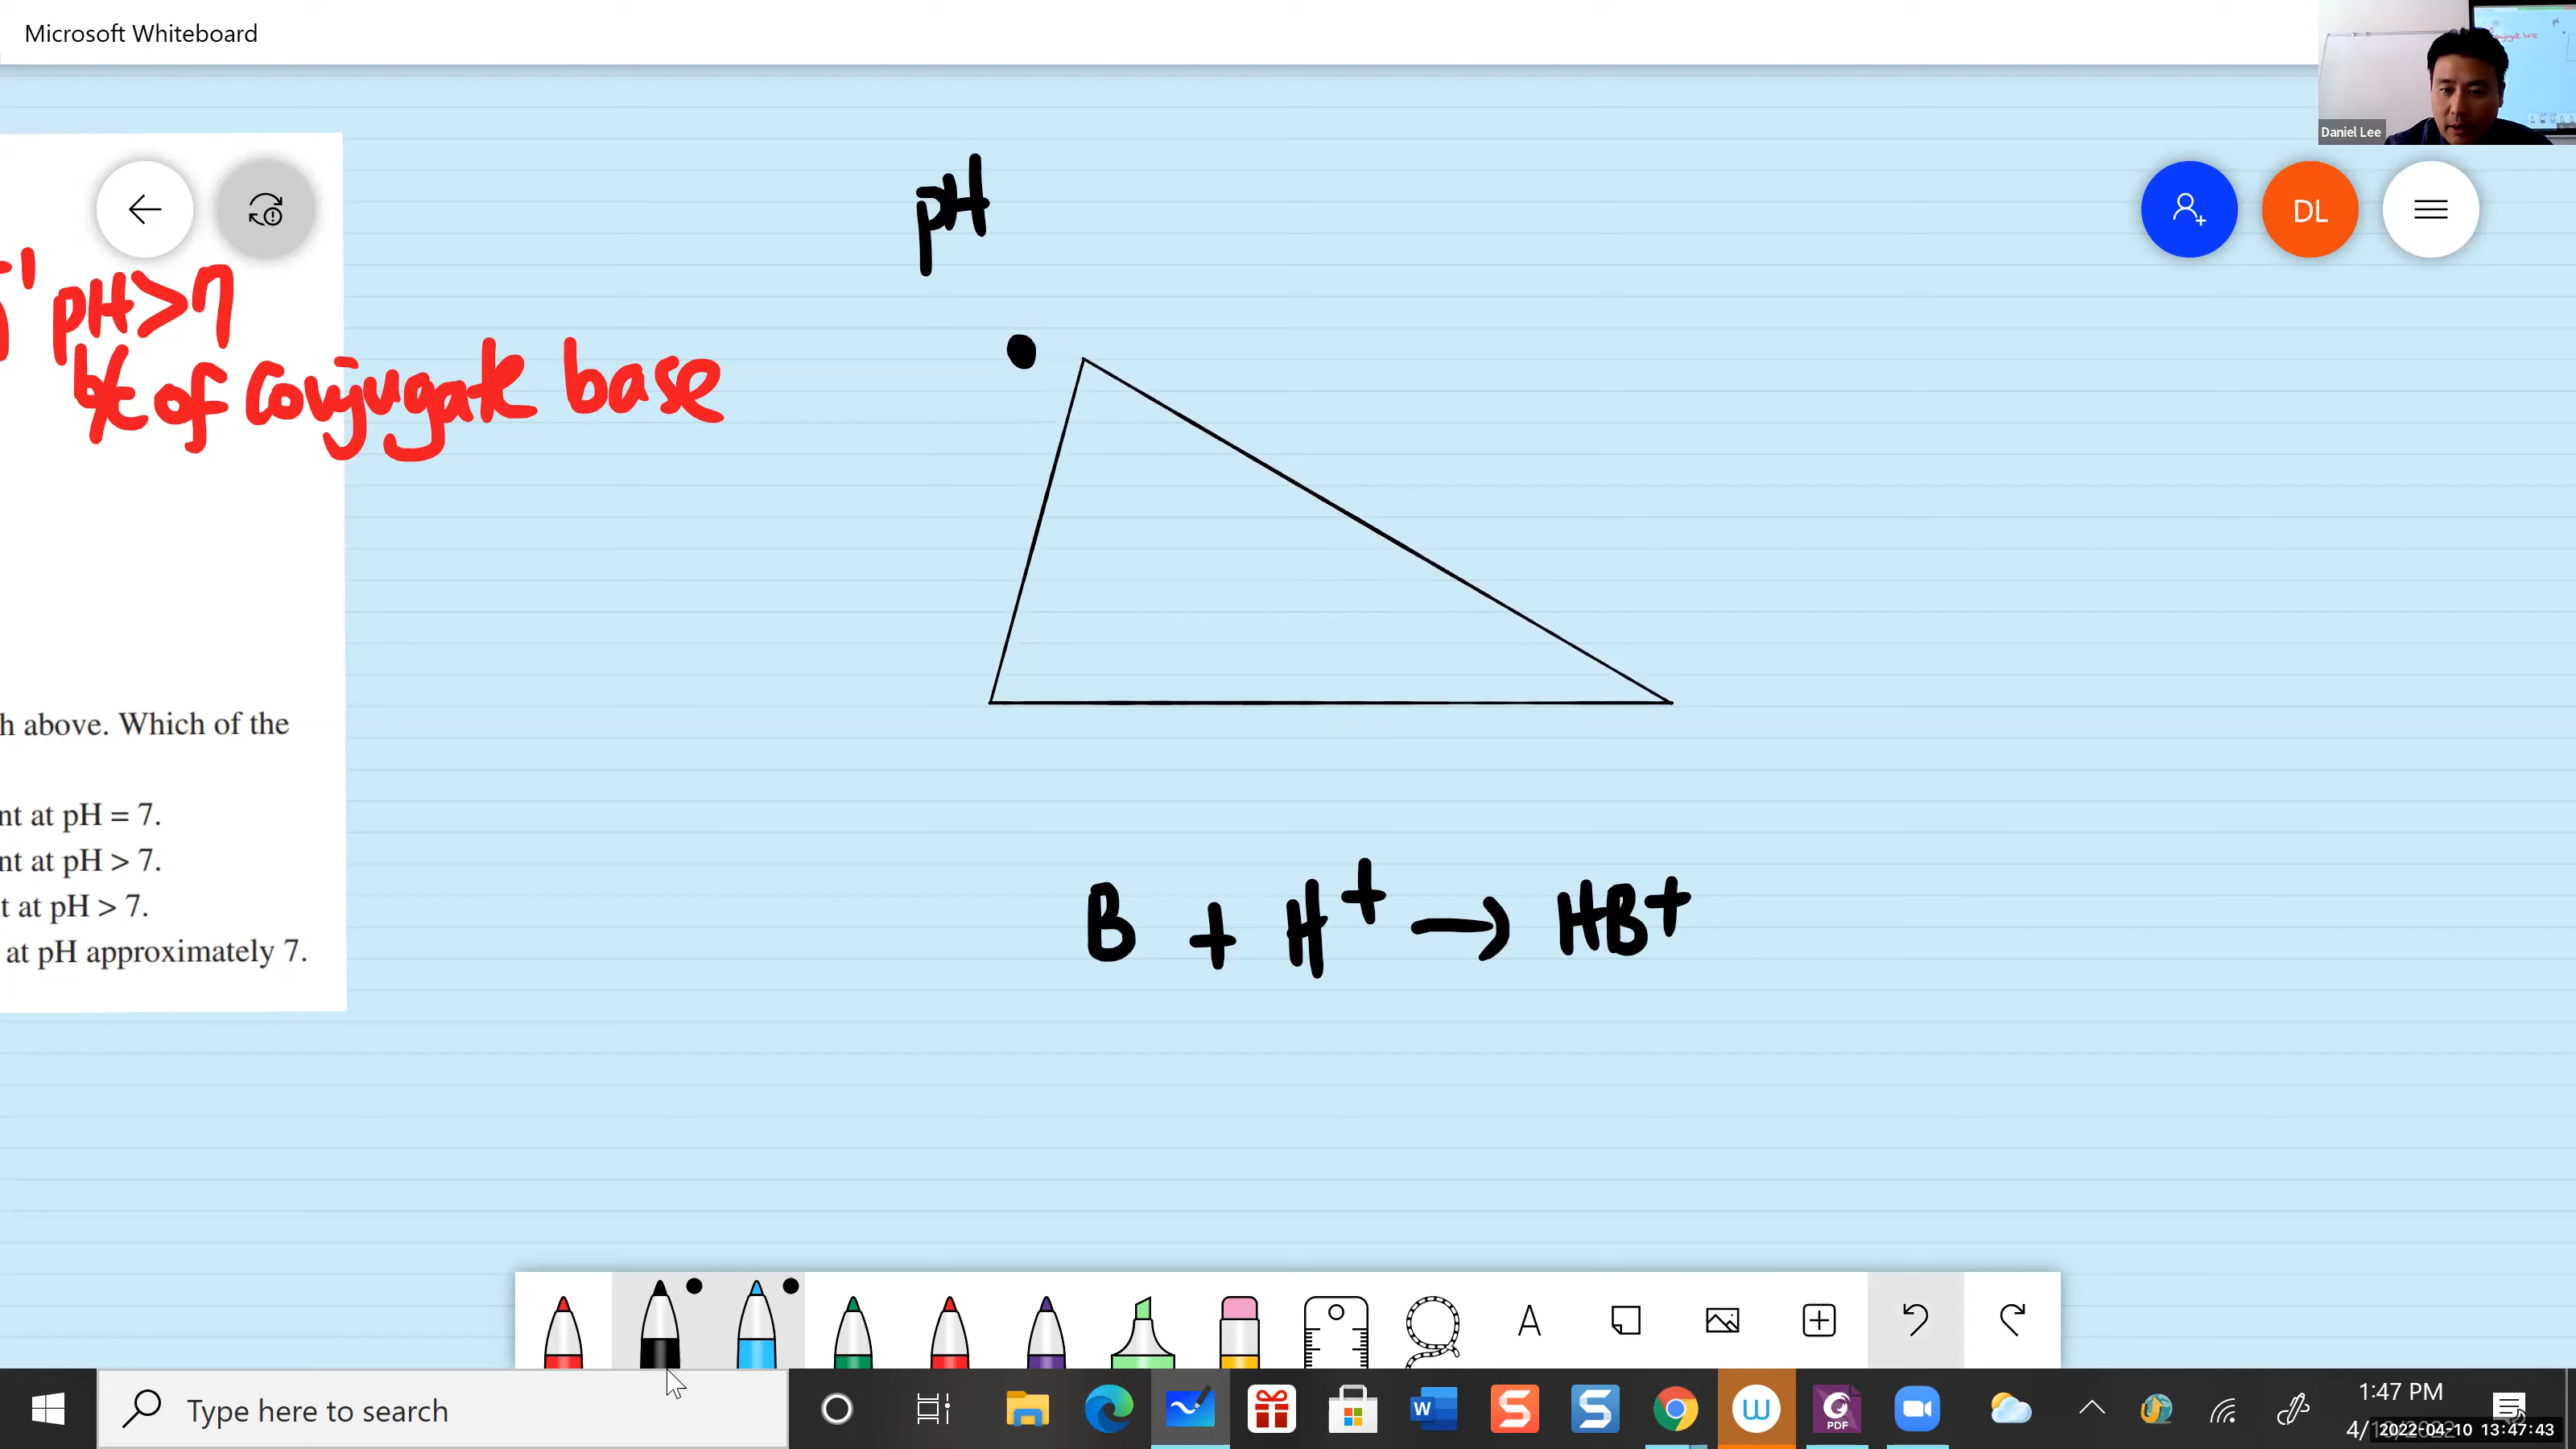 Microsoft Whiteboard
Daniel Lee
DL
pH
pH>7
b/c of conjugate base
h above. Which of the
nt at pH = 7.
nt at pH > 7.
t at pH > 7.
at pH approximately 7.
B + H+ → HB+
A
Type here to search
PDF
1:47 PM
2022-04-10 13:47:43